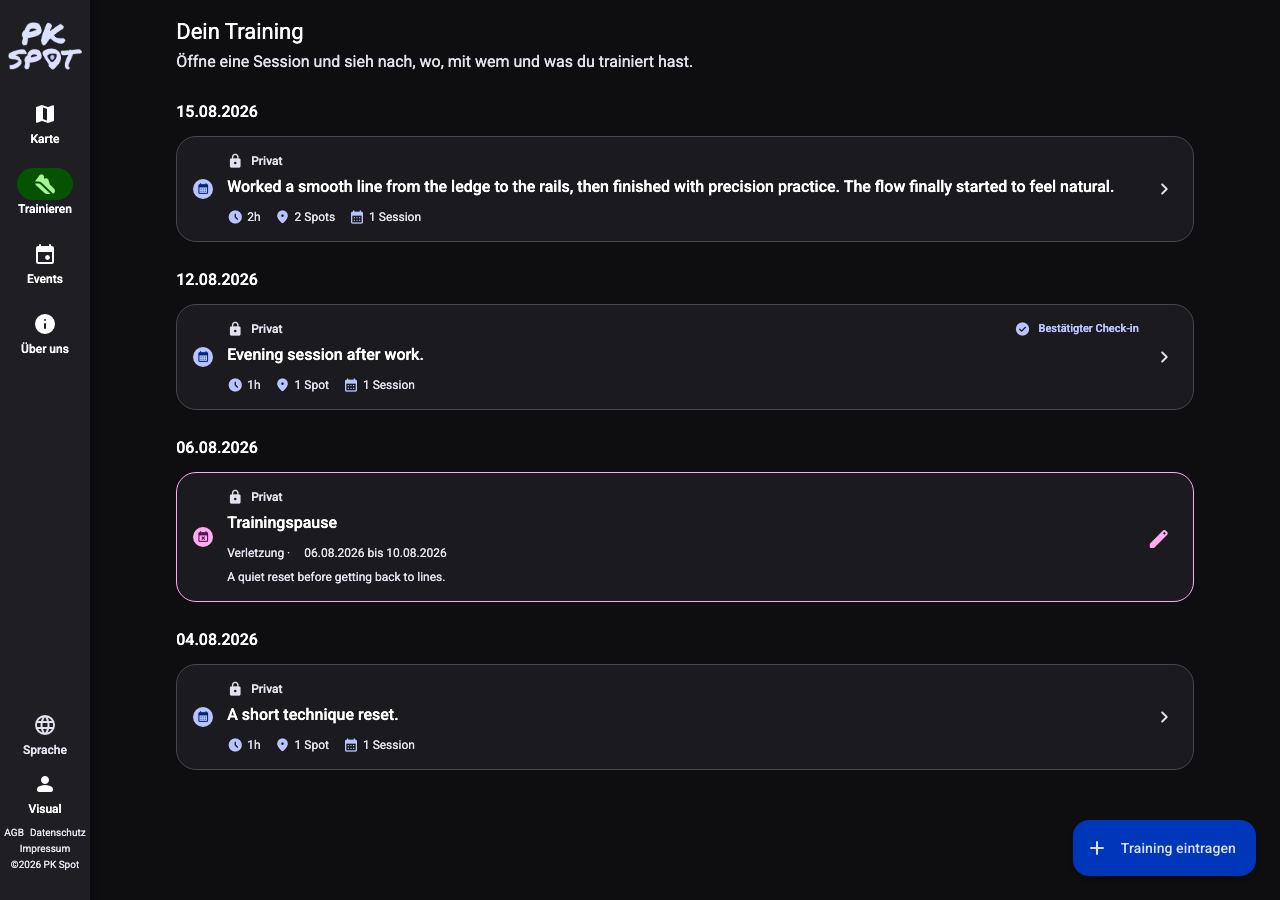 PK
SPOT
Karte
Trainieren
Events
Über uns
Sprache
Visual
AGB Datenschutz
Impressum
©2026 PK Spot
Dein Training
Öffne eine Session und sieh nach, wo, mit wem und was du trainiert hast.
15.08.2026
Privat
Worked a smooth line from the ledge to the rails, then finished with precision practice. The flow finally started to feel natural.
2h 2 Spots 1 Session
12.08.2026
Privat Bestätigter Check-in
Evening session after work.
1h 1 Spot 1 Session
06.08.2026
Privat
Trainingspause
Verletzung · 06.08.2026 bis 10.08.2026
A quiet reset before getting back to lines.
04.08.2026
Privat
A short technique reset.
1h 1 Spot 1 Session
Training eintragen